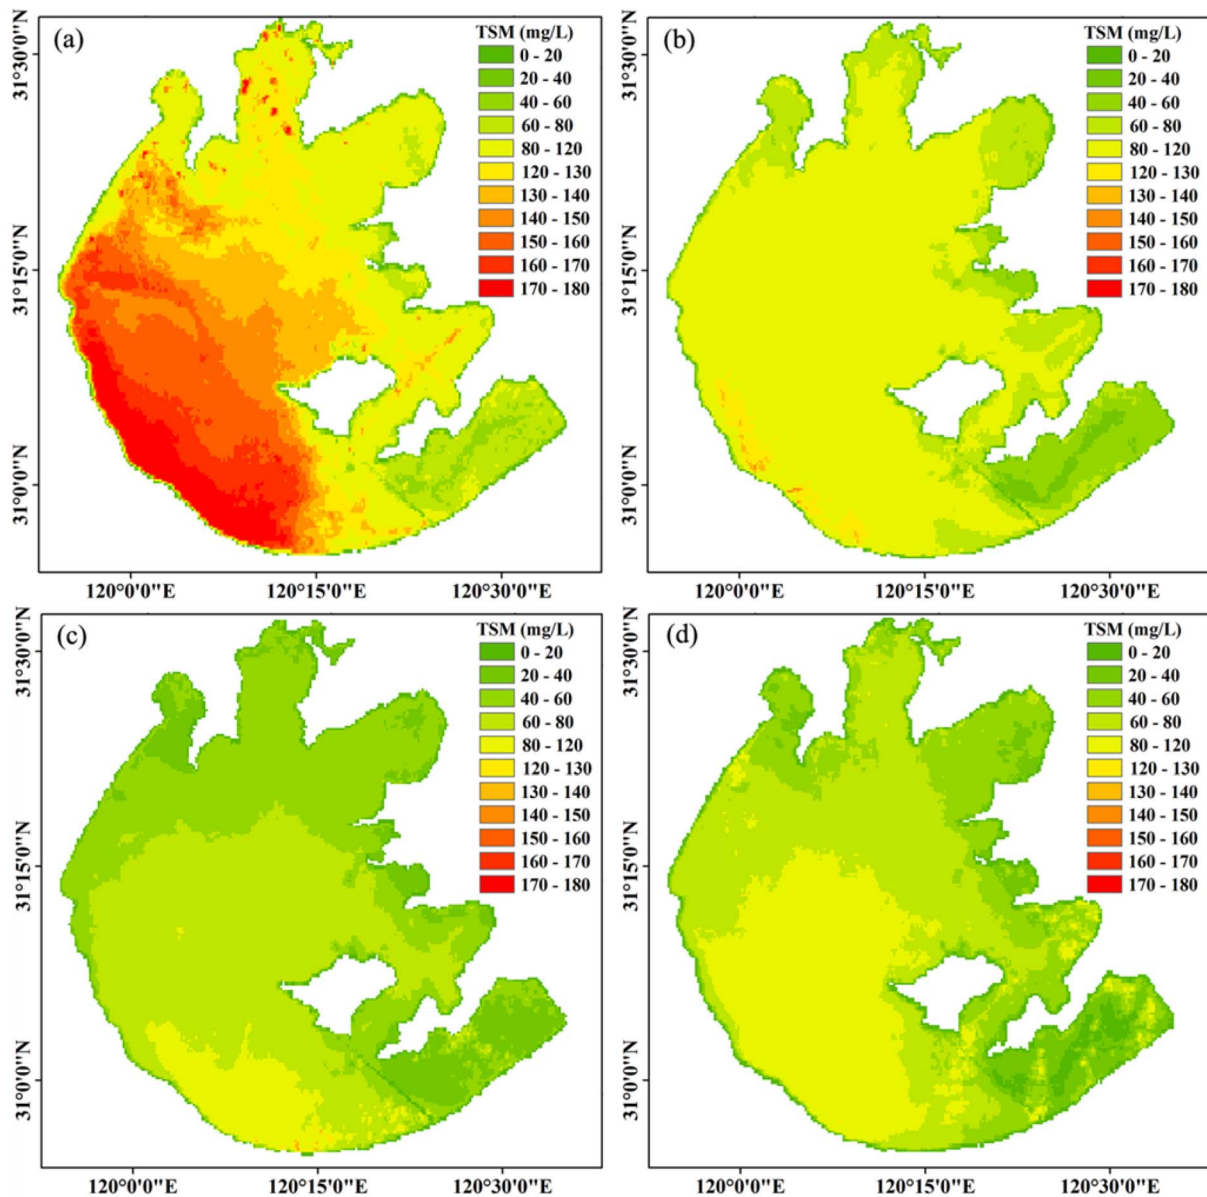 (a)
TSM (mg/L)
0 - 20
20 - 40
40 - 60
60 - 80
80 - 120
120 - 130
130 - 140
140 - 150
150 - 160
160 - 170
170 - 180
31°30'0"N
31°15'0"N
31°0'0"N
120°0'0"E
120°15'0"E
120°30'0"E
(b)
TSM (mg/L)
0 - 20
20 - 40
40 - 60
60 - 80
80 - 120
120 - 130
130 - 140
140 - 150
150 - 160
160 - 170
170 - 180
31°30'0"N
31°15'0"N
31°0'0"N
120°0'0"E
120°15'0"E
120°30'0"E
(c)
TSM (mg/L)
0 - 20
20 - 40
40 - 60
60 - 80
80 - 120
120 - 130
130 - 140
140 - 150
150 - 160
160 - 170
170 - 180
31°30'0"N
31°15'0"N
31°0'0"N
120°0'0"E
120°15'0"E
120°30'0"E
(d)
TSM (mg/L)
0 - 20
20 - 40
40 - 60
60 - 80
80 - 120
120 - 130
130 - 140
140 - 150
150 - 160
160 - 170
170 - 180
31°30'0"N
31°15'0"N
31°0'0"N
120°0'0"E
120°15'0"E
120°30'0"E